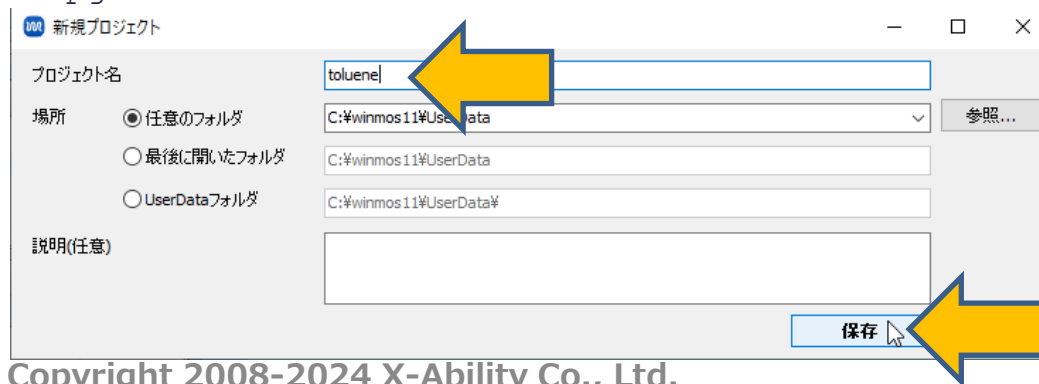 新規プロジェクト
プロジェクト名 toluene
場所 任意のフォルダ C:¥winmos11¥UserData 参照...
最後に開いたフォルダ C:¥winmos11¥UserData
UserDataフォルダ C:¥winmos11¥UserData¥
説明(任意)
保存
Copyright 2008-2024 X-Ability Co., Ltd.